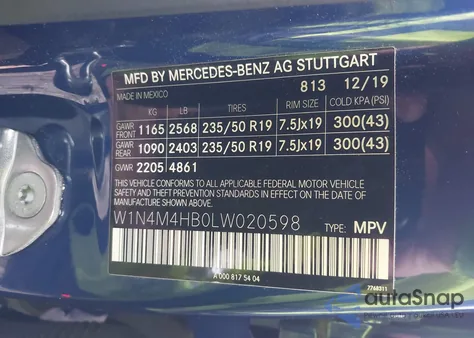 MFD BY MERCEDES-BENZ AG STUTTGART
MADE IN MEXICO 813 12/19
KG LB TIRES RIM SIZE COLD KPA (PSI)
GAWR FRONT 1165 2568 235/50 R19 7.5Jx19 300(43)
GAWR REAR 1090 2403 235/50 R19 7.5Jx19 300(43)
GVWR 2205 4861
THIS VEHICLE CONFORMS TO ALL APPLICABLE FEDERAL MOTOR VEHICLE
SAFETY AND THEFT PREVENTION STANDARDS IN EFFECT ON THE DATE OF
MANUFACTURE SHOWN ABOVE.
W1N4M4HB0LW020598 TYPE: MPV
A 000 817 54 04
7768311
autoSnap